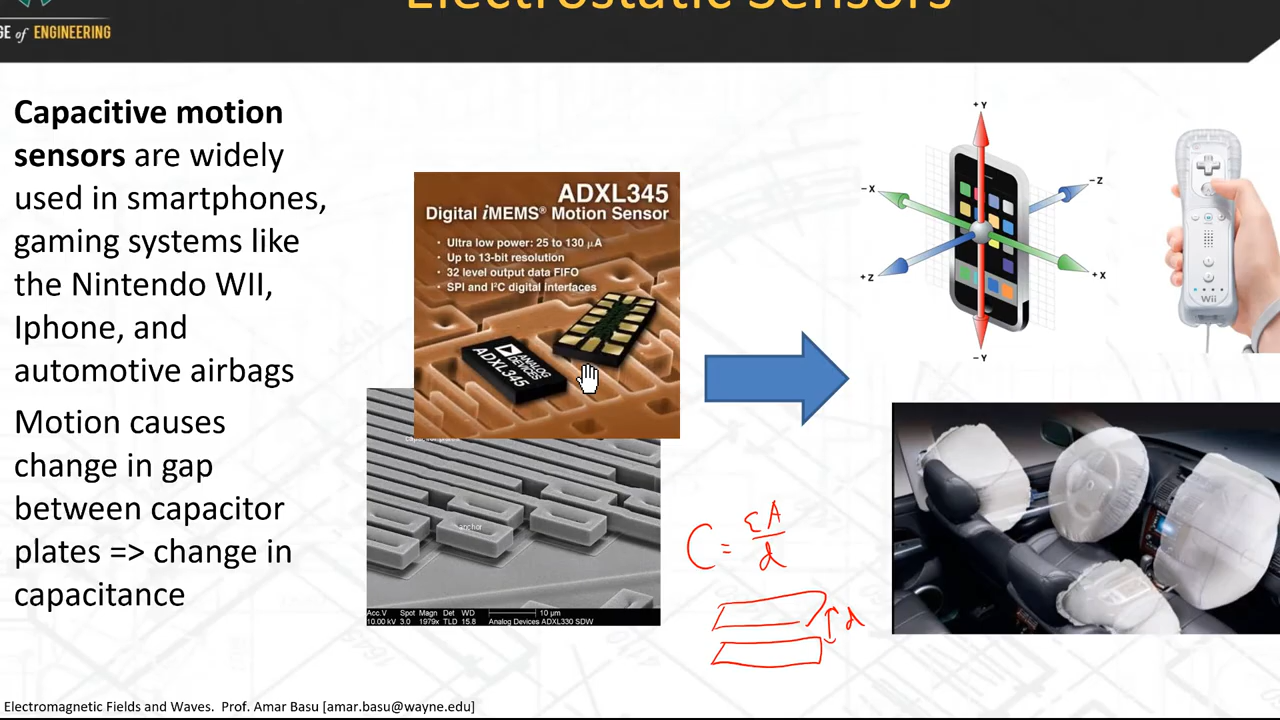 Electrostatic Sensors
GE of ENGINEERING
Capacitive motion
sensors are widely
used in smartphones,
gaming systems like
the Nintendo WII,
Iphone, and
automotive airbags
Motion causes
change in gap
between capacitor
plates => change in
capacitance
ADXL345
Digital iMEMS® Motion Sensor
• Ultra low power: 25 to 130 μA
• Up to 13-bit resolution
• 32 level output data FIFO
• SPI and I²C digital interfaces
ANALOG
DEVICES
ADXL345
anchor
Acc.V Spot Magn Det WD 10 μm
10.00 kV 3.0 1979x TLD 15.8 Analog Devices ADXL330 SDW
C = εA/d
d
+ Y
- X
- Z
+ Z
+ X
- Y
Wii
Electromagnetic Fields and Waves. Prof. Amar Basu [amar.basu@wayne.edu]